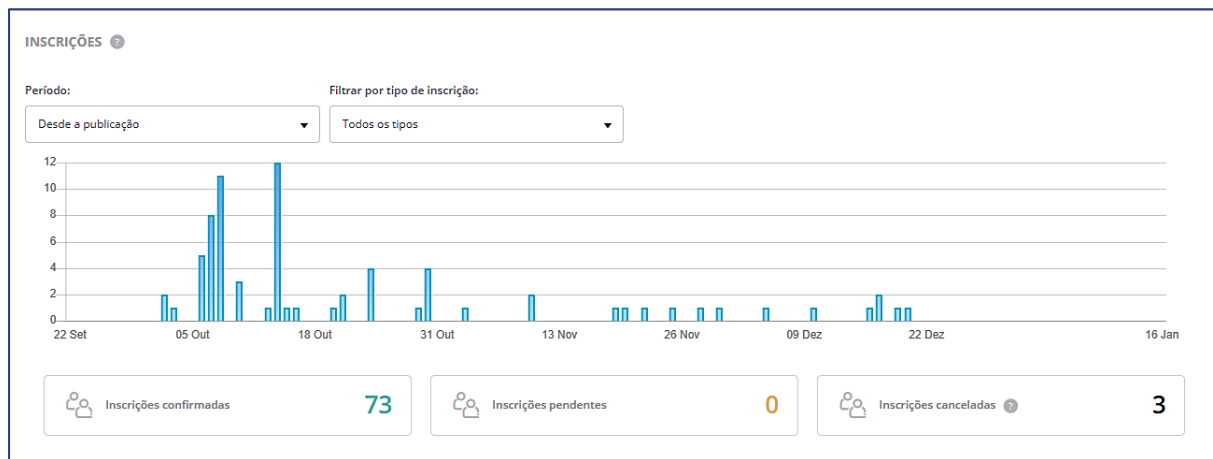 INSCRIÇÕES ?
Período:
Filtrar por tipo de inscrição:
Desde a publicação
Todos os tipos
12
10
8
6
4
2
0
22 Set
05 Out
18 Out
31 Out
13 Nov
26 Nov
09 Dez
22 Dez
16 Jan
Inscrições confirmadas 73
Inscrições pendentes 0
Inscrições canceladas ? 3